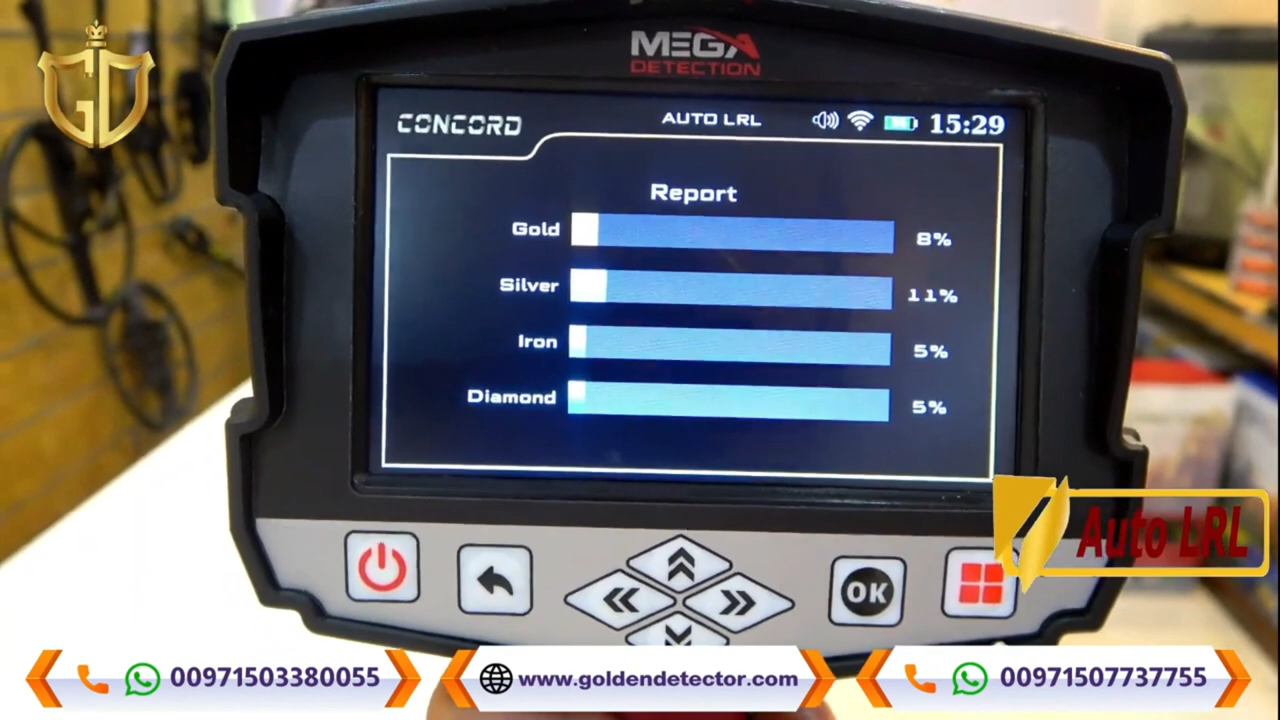 GD
MEGA
DETECTION
CONCORD
AUTO LRL
15:29
Report
Gold 8%
Silver 11%
Iron 5%
Diamond 5%
OK
Auto LRL
00971503380055
www.goldendetector.com
00971507737755